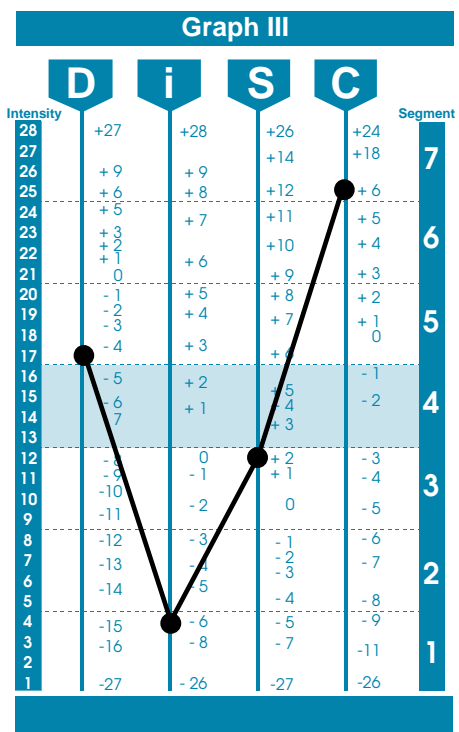 Graph III
D i S C
Intensity Segment
28 +27 +28 +26 +24
27 +14 +18 7
26 + 9 + 9
25 + 6 + 8 +12 + 6
24 + 5 + 7 +11 + 5
23 + 3 6
+ 2 +10 + 4
22 + 1 + 6
21 0 + 9 + 3
20 - 1 + 5 + 8 + 2
19 - 2 + 4
- 3 + 7 + 1 5
18 0
17 - 4 + 3 + 6
16 - 5 + 2 - 1
15 + 5
- 6 + 1 4 - 2 4
14 7 + 3
13
12 - 8 0 + 2 - 3
11 - 9 - 1 + 1 - 4
-10 3
10 - 2 0 - 5
9 -11
8 -12 - 3 - 1 - 6
7 -13 - 4 - 2 - 7
- 3 2
6 -14 - 5
5 - 4 - 8
4 -15 - 6 - 5 - 9
3 -16 - 8 - 7 -11 1
2
1 -27 - 26 -27 -26